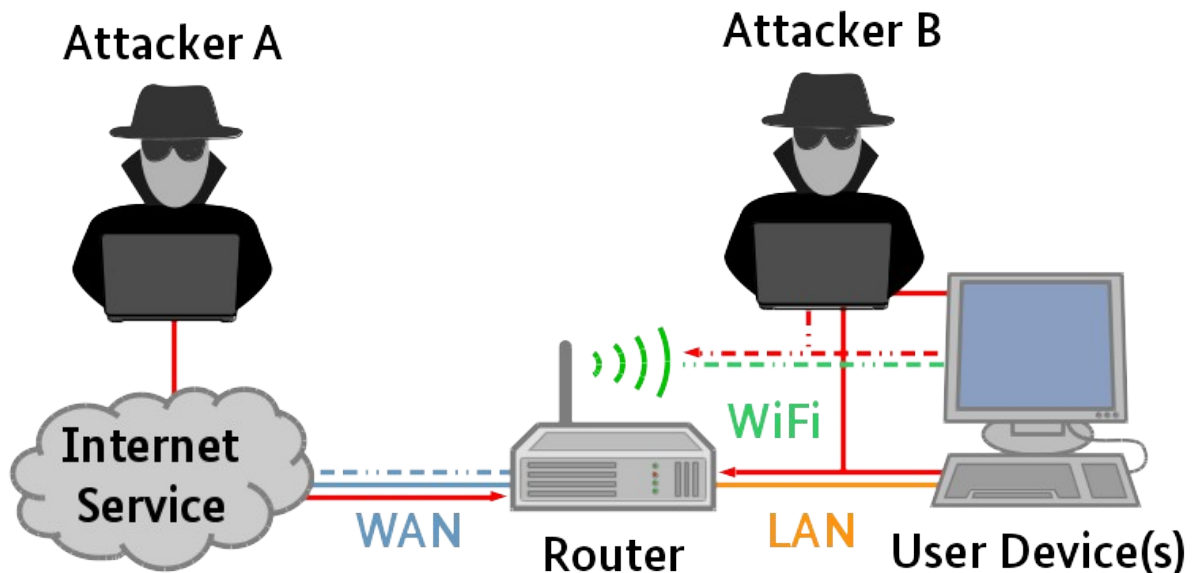 Attacker A
Attacker B
Internet
Service
WiFi
WAN
LAN
Router
User Device(s)